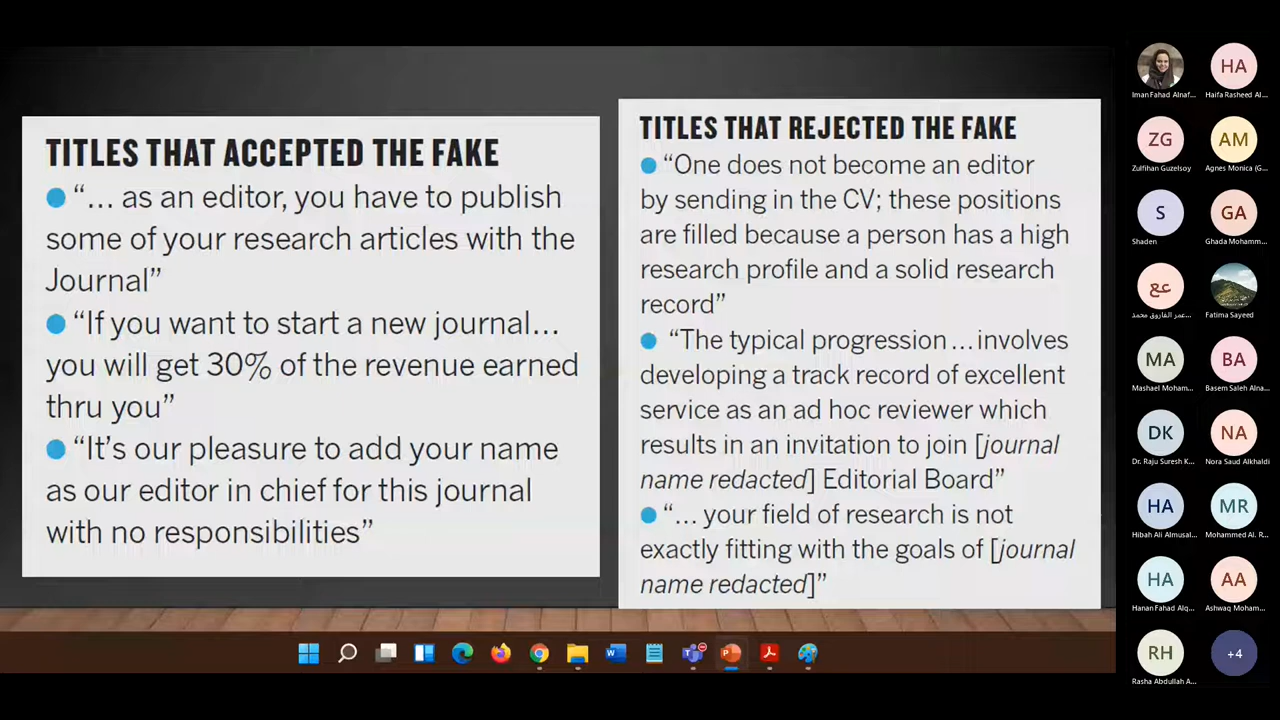 TITLES THAT ACCEPTED THE FAKE
“... as an editor, you have to publish
some of your research articles with the
Journal”
“If you want to start a new journal...
you will get 30% of the revenue earned
thru you”
“It’s our pleasure to add your name
as our editor in chief for this journal
with no responsibilities”
TITLES THAT REJECTED THE FAKE
“One does not become an editor
by sending in the CV; these positions
are filled because a person has a high
research profile and a solid research
record”
“The typical progression ... involves
developing a track record of excellent
service as an ad hoc reviewer which
results in an invitation to join [journal
name redacted] Editorial Board”
“... your field of research is not
exactly fitting with the goals of [journal
name redacted]”
Iman Fahad Alnaf...
HA
Haifa Rasheed Al...
ZG
Zulfihan Guzelsoy
AM
Agnes Monica (G...
S
Shaden
GA
Ghada Mohamm...
عع
عمر الفاروق محمد...
Fatima Sayeed
MA
Mashael Moham...
BA
Basem Saleh Alna...
DK
Dr. Raju Suresh K...
NA
Nora Saud Alkhaldi
HA
Hibah Ali Almusal...
MR
Mohammed Al. R...
HA
Hanan Fahad Alq...
AA
Ashwaq Moham...
RH
Rasha Abdullah A...
+4